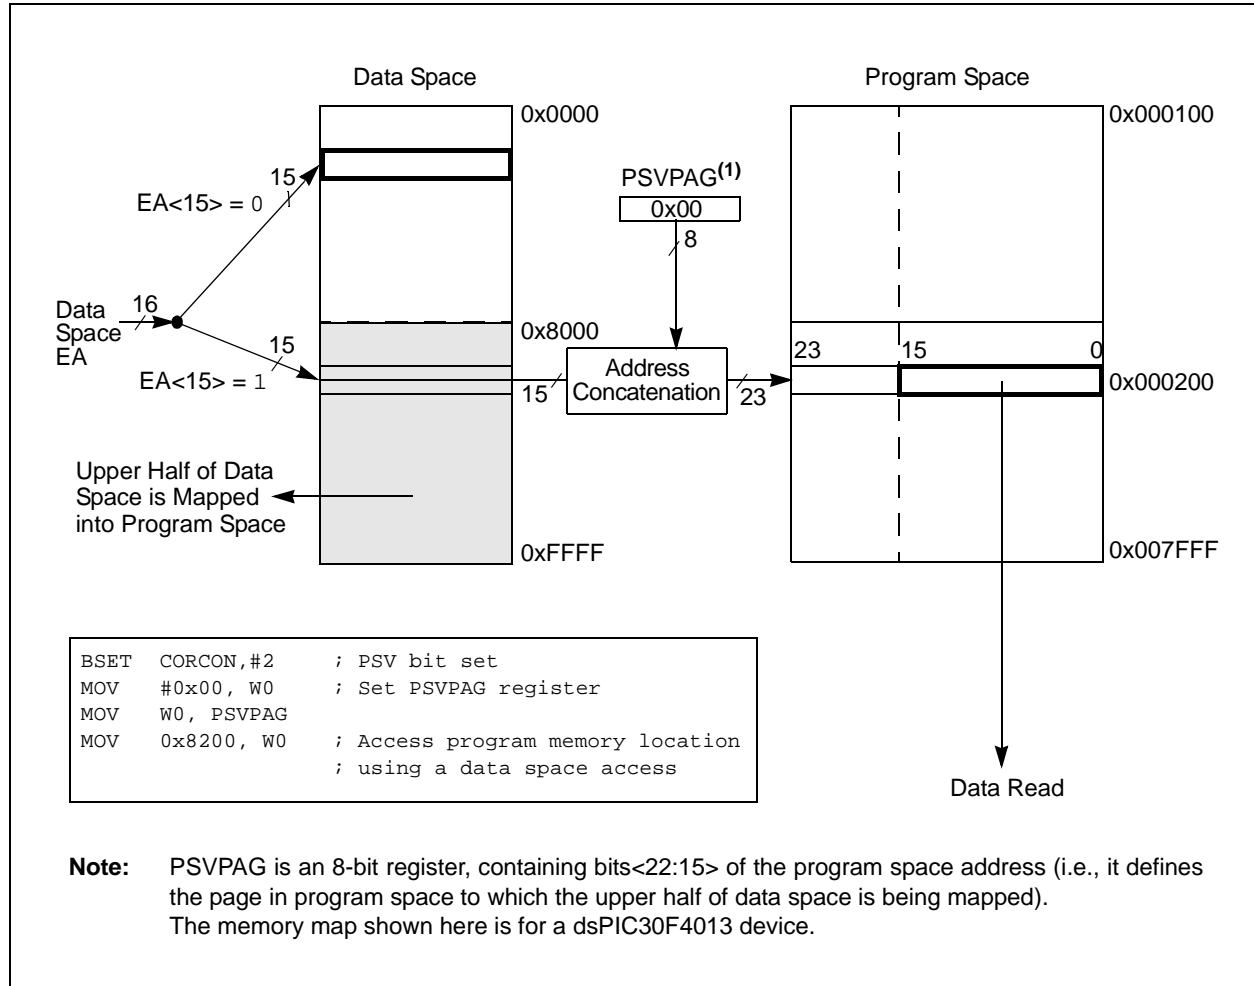 Data Space
Program Space
0x0000
0x000100
15
PSVPAG(1)
EA<15> = 0
0x00
8
16
Data
Space
EA
0x8000
15
23
15
0
Address
Concatenation
EA<15> = 1
15
23
0x000200
Upper Half of Data
Space is Mapped
into Program Space
0xFFFF
0x007FFF
BSET CORCON,#2 ; PSV bit set
MOV #0x00, W0 ; Set PSVPAG register
MOV W0, PSVPAG
MOV 0x8200, W0 ; Access program memory location
; using a data space access
Data Read
Note: PSVPAG is an 8-bit register, containing bits<22:15> of the program space address (i.e., it defines
the page in program space to which the upper half of data space is being mapped).
The memory map shown here is for a dsPIC30F4013 device.